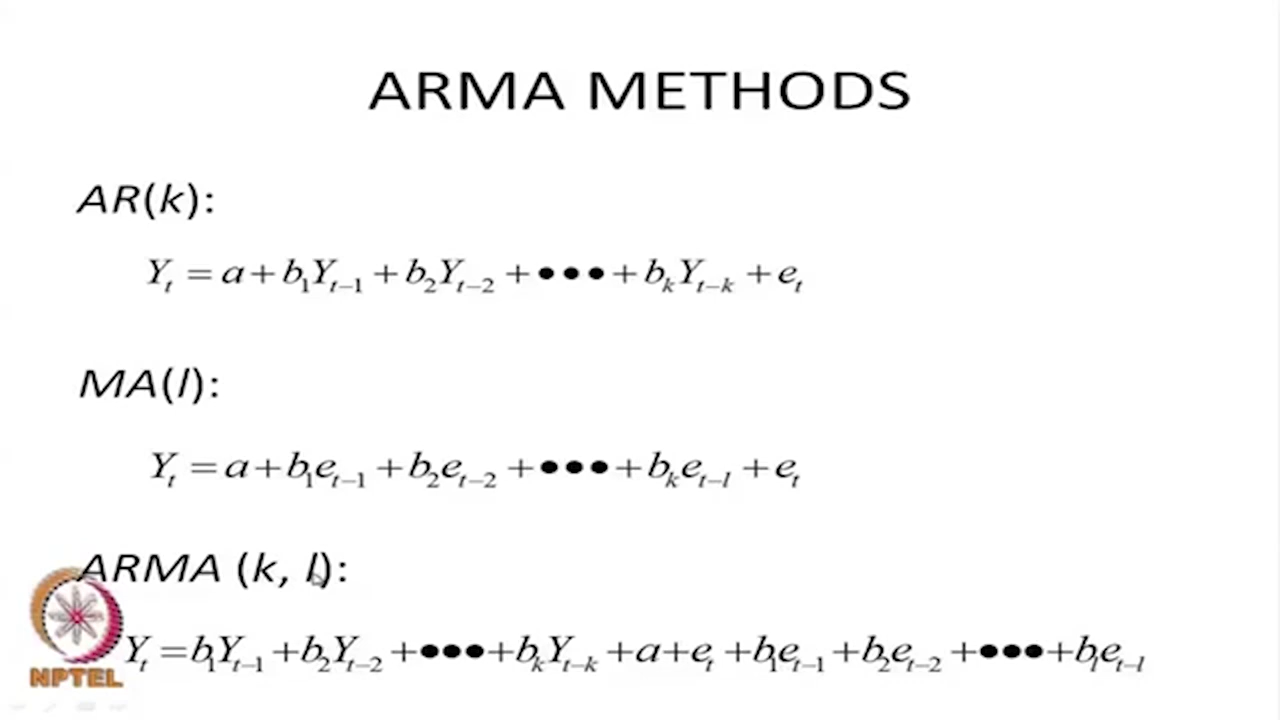 ARMA METHODS
AR(k):
Yₜ = a + b₁Yₜ₋₁ + b₂Yₜ₋₂ + ●●● + bₖYₜ₋ₖ + eₜ
MA(l):
Yₜ = a + b₁eₜ₋₁ + b₂eₜ₋₂ + ●●● + bₖeₜ₋ₗ + eₜ
ARMA (k, l):
Yₜ = b₁Yₜ₋₁ + b₂Yₜ₋₂ + ●●● + bₖYₜ₋ₖ + a + eₜ + b₁eₜ₋₁ + b₂eₜ₋₂ + ●●● + bₗeₜ₋ₗ
NPTEL